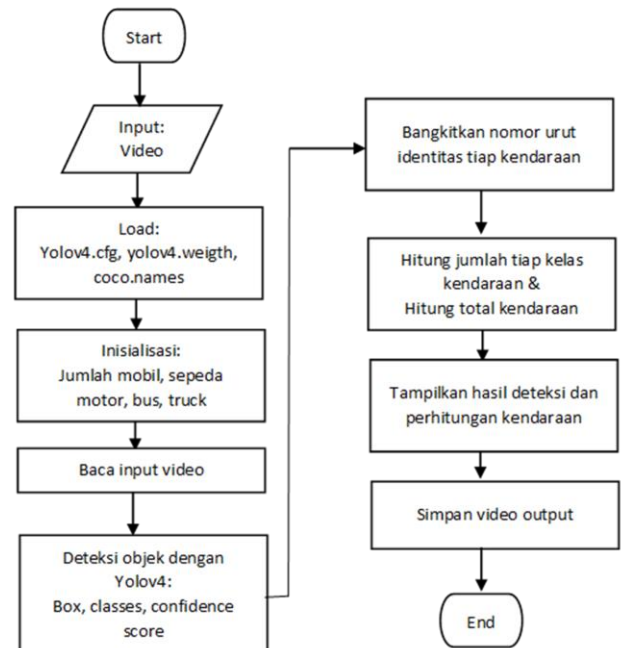 Start
Input:
Video
Load:
Yolov4.cfg, yolov4.weigth,
coco.names
Inisialisasi:
Jumlah mobil, sepeda
motor, bus, truck
Baca input video
Deteksi objek dengan
Yolov4:
Box, classes, confidence
score
Bangkitkan nomor urut
identitas tiap kendaraan
Hitung jumlah tiap kelas
kendaraan &
Hitung total kendaraan
Tampilkan hasil deteksi dan
perhitungan kendaraan
Simpan video output
End